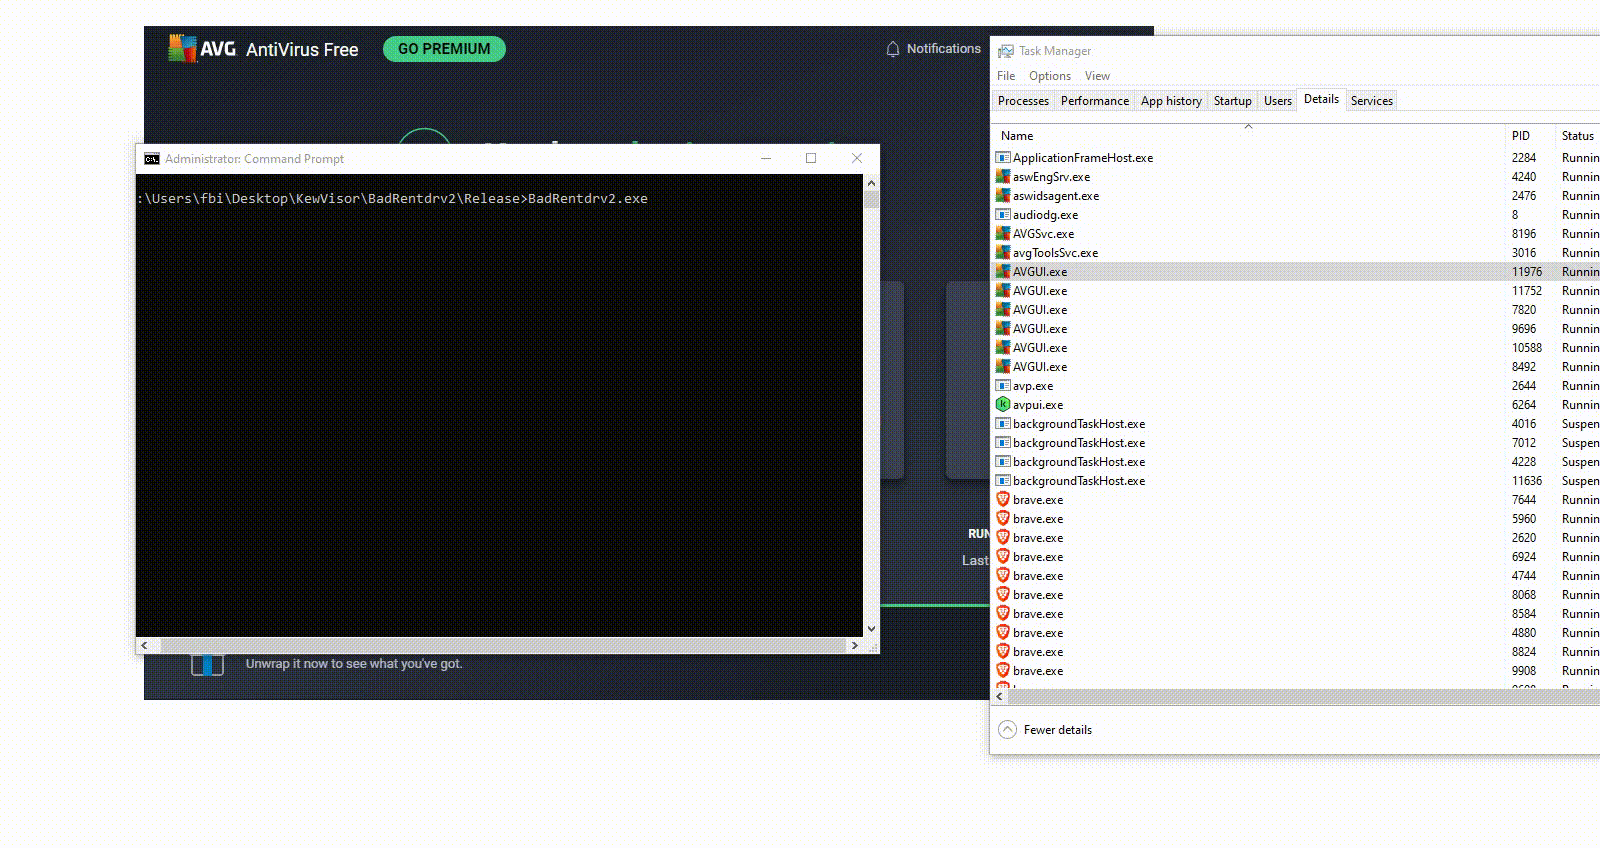 AVG AntiVirus Free GO PREMIUM Notifications
Administrator: Command Prompt
:\Users\fbi\Desktop\KewVisor\BadRentdrv2\Release>BadRentdrv2.exe
RUN
Last
Unwrap it now to see what you've got.
Task Manager
File Options View
Processes Performance App history Startup Users Details Services
Name PID Status
ApplicationFrameHost.exe 2284 Runnin
aswEngSrv.exe 4240 Runnin
aswidsagent.exe 2476 Runnin
audiodg.exe 8 Runnin
AVGSvc.exe 8196 Runnin
avgToolsSvc.exe 3016 Runnin
AVGUI.exe 11976 Runnin
AVGUI.exe 11752 Runnin
AVGUI.exe 7820 Runnin
AVGUI.exe 9696 Runnin
AVGUI.exe 10588 Runnin
AVGUI.exe 8492 Runnin
avp.exe 2644 Runnin
avpui.exe 6264 Runnin
backgroundTaskHost.exe 4016 Suspen
backgroundTaskHost.exe 7012 Suspen
backgroundTaskHost.exe 4228 Suspen
backgroundTaskHost.exe 11636 Suspen
brave.exe 7644 Runnin
brave.exe 5960 Runnin
brave.exe 2620 Runnin
brave.exe 6924 Runnin
brave.exe 4744 Runnin
brave.exe 8068 Runnin
brave.exe 8584 Runnin
brave.exe 4880 Runnin
brave.exe 8824 Runnin
brave.exe 9908 Runnin
Fewer details